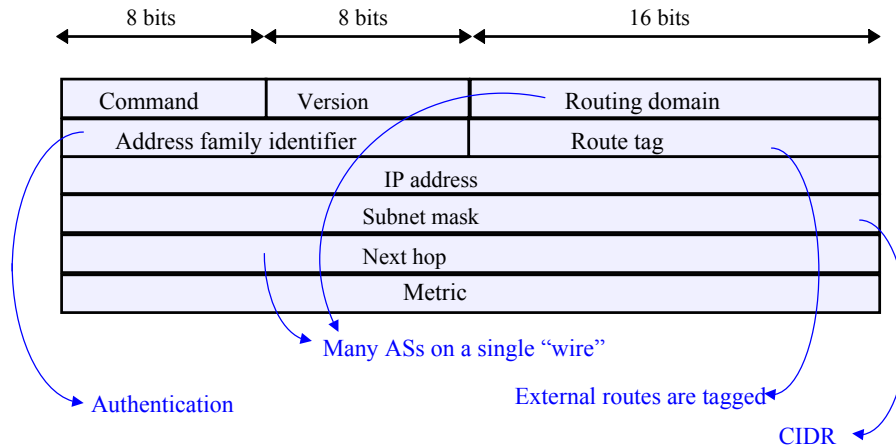 8 bits 8 bits 16 bits
Command Version Routing domain
Address family identifier Route tag
IP address
Subnet mask
Next hop
Metric
Many ASs on a single “wire”
External routes are tagged
Authentication
CIDR